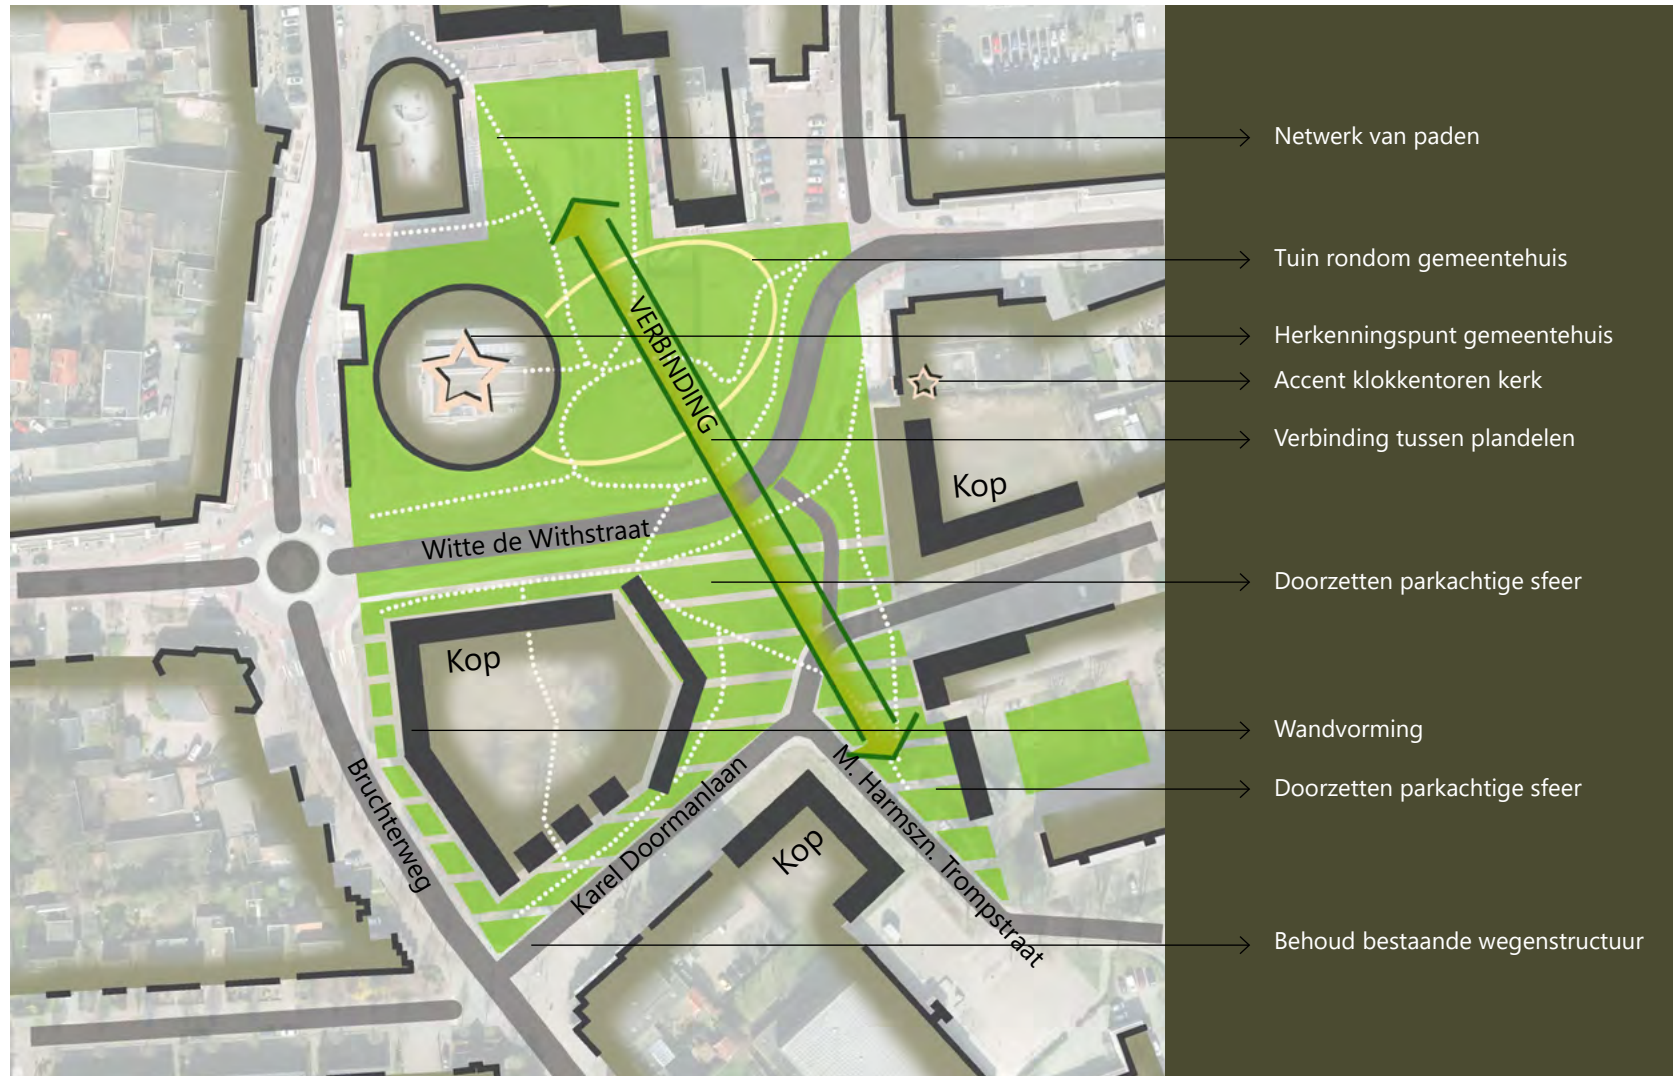 Netwerk van paden
Tuin rondom gemeentehuis
Herkenningspunt gemeentehuis
Accent klokkentoren kerk
Verbinding tussen plandelen
Doorzetten parkachtige sfeer
Wandvorming
Doorzetten parkachtige sfeer
Behoud bestaande wegenstructuur
VERBINDING
Kop
Witte de Withstraat
Kop
Bruchterweg
Karel Doormanlaan
Kop
M. Harmszn. Trompstraat